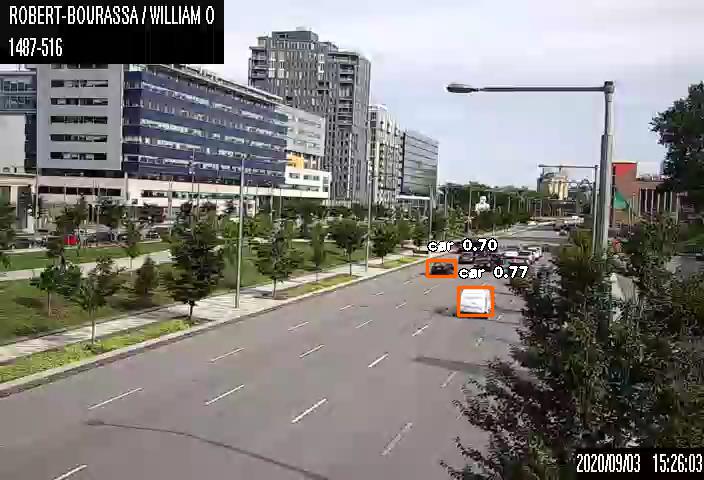 ROBERT-BOURASSA / WILLIAM O
1487-516
car 0.70
car 0.77
2020/09/03 15:26:03